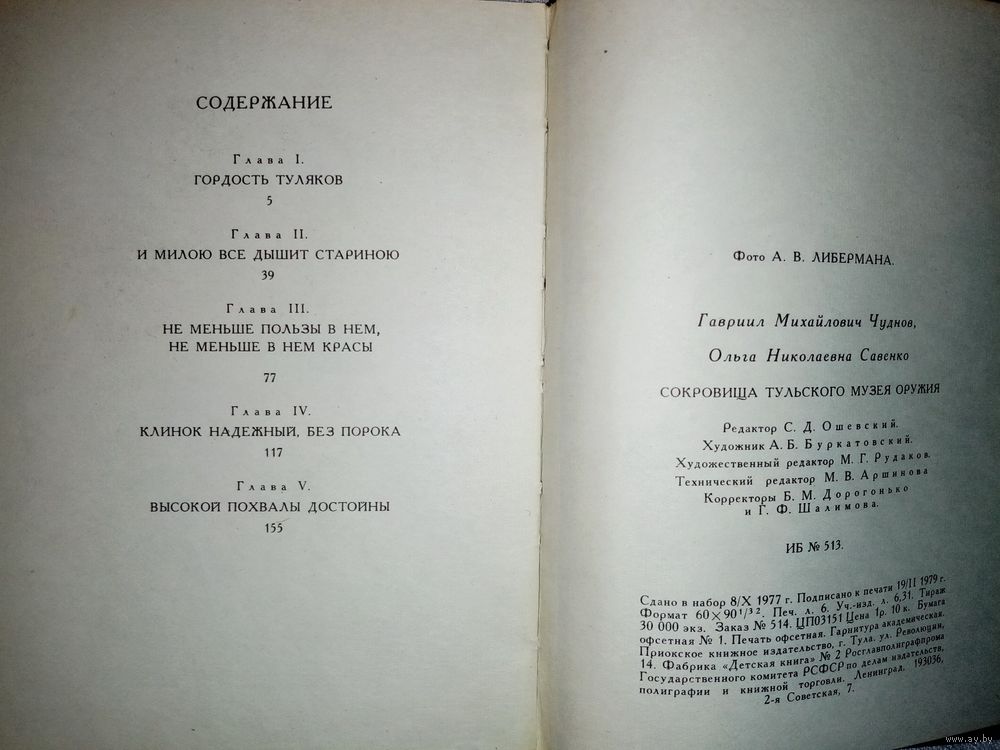 СОДЕРЖАНИЕ
Глава I.
ГОРДОСТЬ ТУЛЯКОВ
5
Глава II.
И МИЛОЮ ВСЕ ДЫШИТ СТАРИНОЮ
39
Глава III.
НЕ МЕНЬШЕ ПОЛЬЗЫ В НЕМ,
НЕ МЕНЬШЕ В НЕМ КРАСЫ
77
Глава IV.
КЛИНОК НАДЕЖНЫЙ, БЕЗ ПОРОКА
117
Глава V.
ВЫСОКОЙ ПОХВАЛЫ ДОСТОЙНЫ
155
Фото А. В. ЛИБЕРМАНА.
Гавриил Михайлович Чуднов,
Ольга Николаевна Савенко
СОКРОВИЩА ТУЛЬСКОГО МУЗЕЯ ОРУЖИЯ
Редактор С. Д. Ошевский.
Художник А. Б. Буркатовский.
Художественный редактор М. Г. Рудаков.
Технический редактор М. В. Аршинова
Корректоры Б. М. Дорогонько
и Г. Ф. Шалимова.
ИБ № 513.
Сдано в набор 8/X 1977 г. Подписано к печати 19/II 1979 г.
Формат 60×90 1/32. Печ. л. 6. Уч.-изд. л. 6,31. Тираж
30 000 экз. Заказ № 514. ЦП03151 Цена 1р. 10 к. Бумага
офсетная № 1. Печать офсетная. Гарнитура академическая.
Приокское книжное издательство, г. Тула. ул. Революции,
14. Фабрика «Детская книга» № 2 Росглавполиграфпрома
Государственного комитета РСФСР по делам издательств,
полиграфии и книжной торговли. Ленинград. 193036,
2-я Советская, 7.
www.ay.by